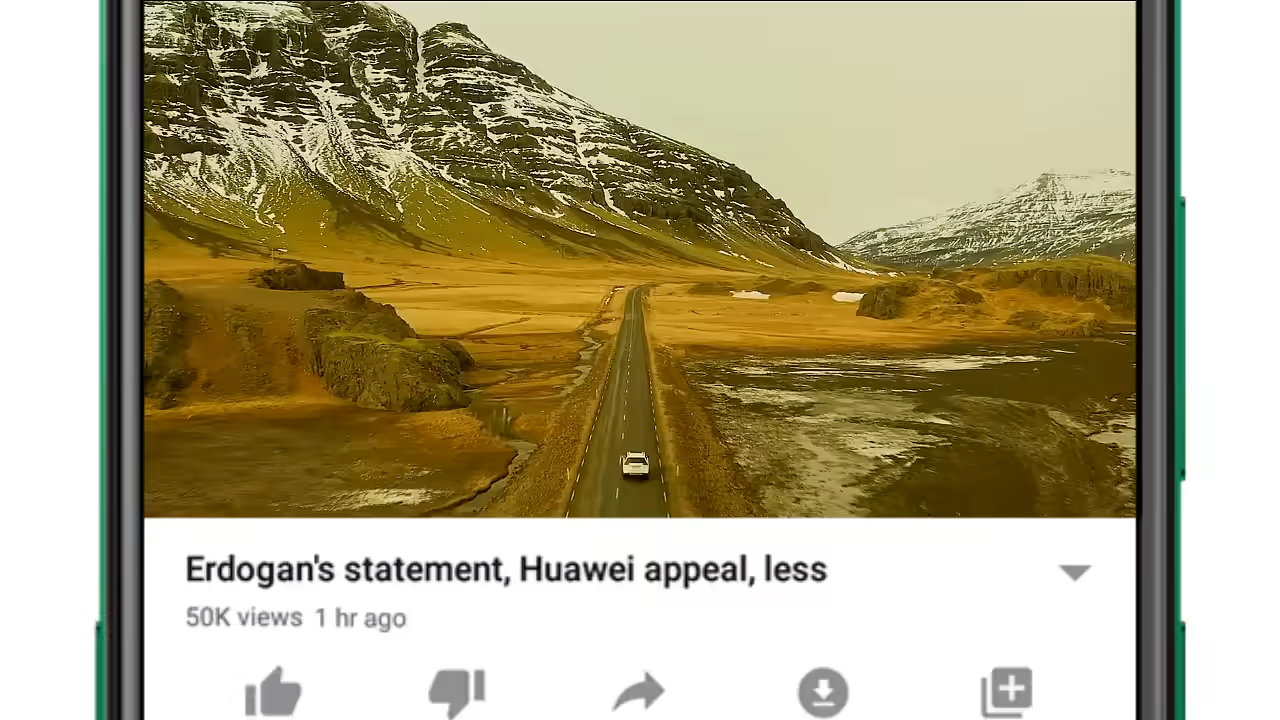 Erdogan's statement, Huawei appeal, less
50K views 1 hr ago